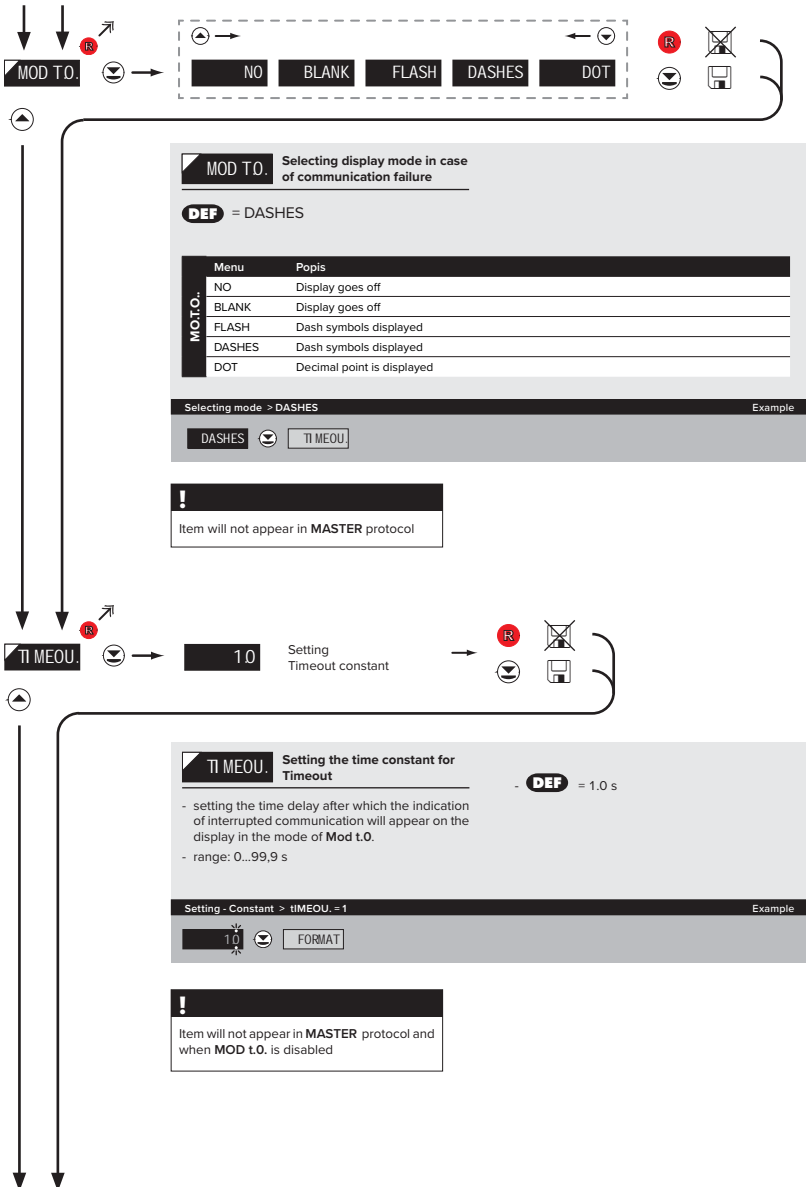 R
MOD T.O.
NO BLANK FLASH DASHES DOT
R
MOD T.O. Selecting display mode in case
of communication failure
DEF = DASHES
MO.T.O..
Menu Popis
NO Display goes off
BLANK Display goes off
FLASH Dash symbols displayed
DASHES Dash symbols displayed
DOT Decimal point is displayed
Selecting mode > DASHES Example
DASHES TIMEOU.
!
Item will not appear in MASTER protocol
R
TIMEOU.
1.0
Setting
Timeout constant
R
TIMEOU. Setting the time constant for
Timeout
- DEF = 1.0 s
- setting the time delay after which the indication
of interrupted communication will appear on the
display in the mode of Mod t.0.
- range: 0...99,9 s
Setting - Constant > tIMEOU. = 1 Example
1.0 FORMAT
!
Item will not appear in MASTER protocol and
when MOD t.0. is disabled